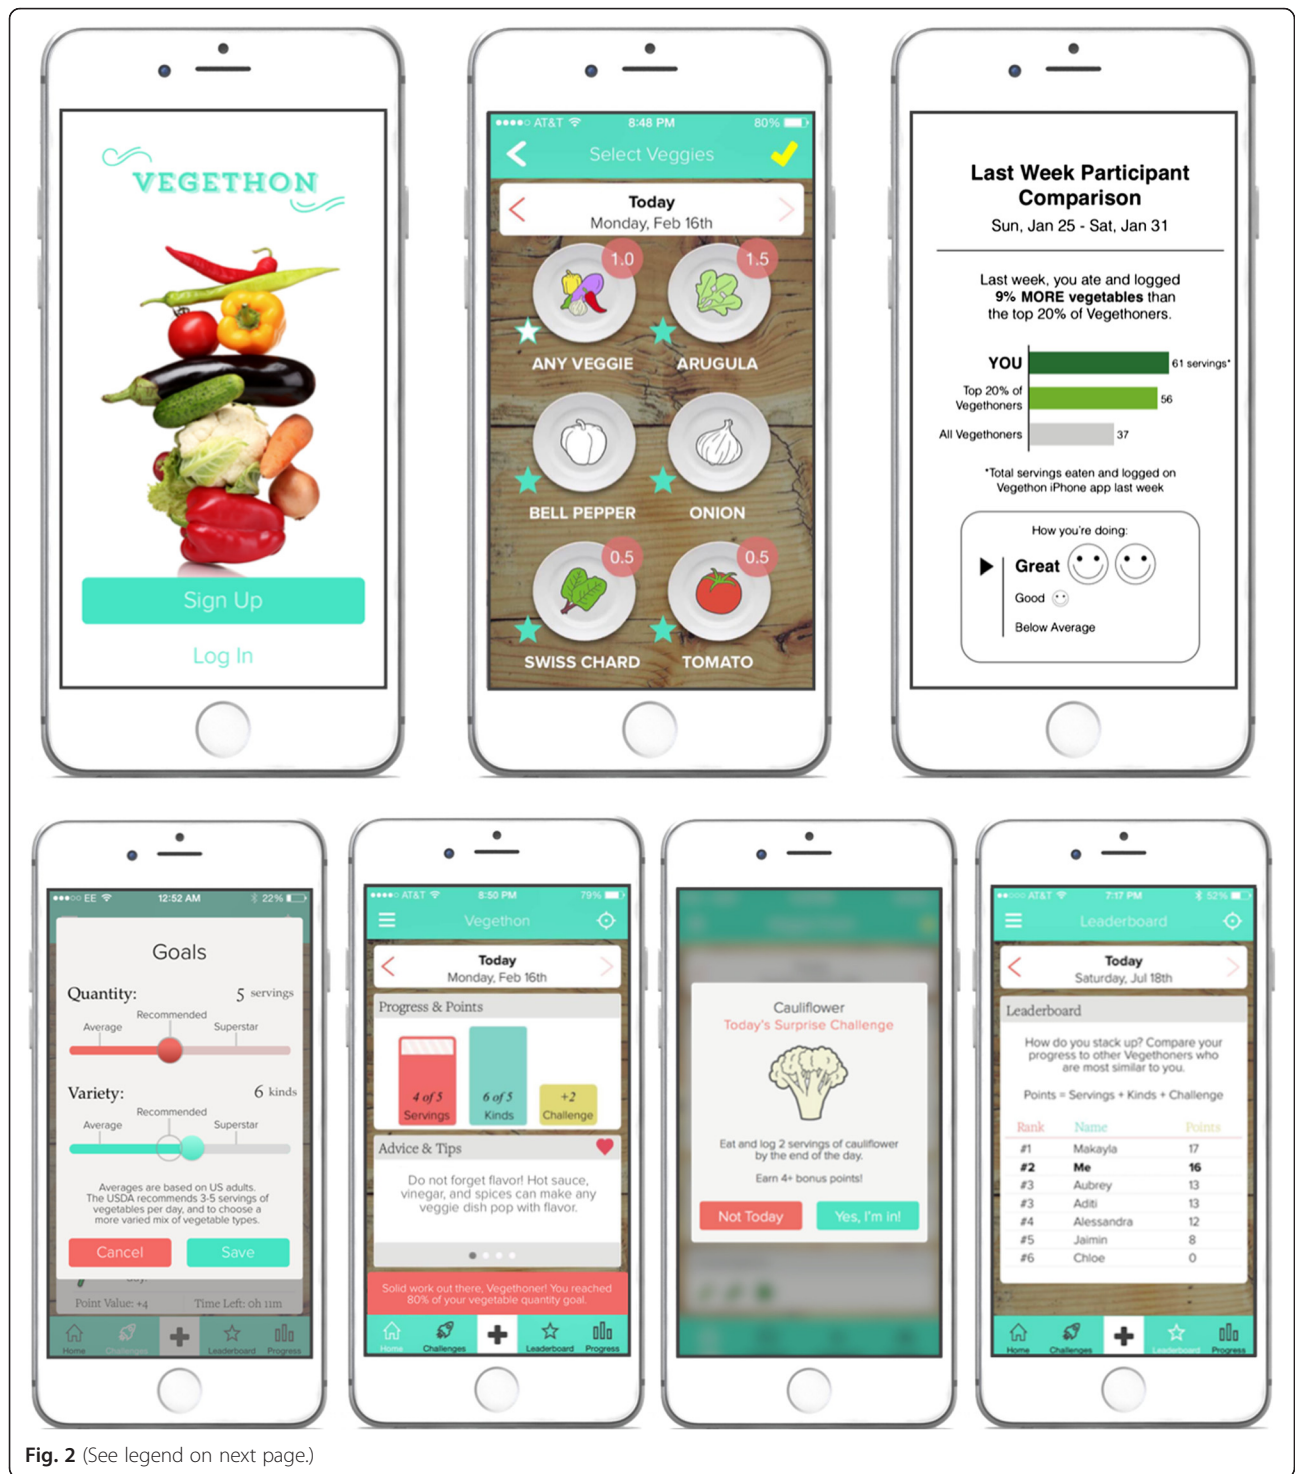 VEGETHON
Sign Up
Log In
AT&T 8:48 PM 80%
Select Veggies
Today
Monday, Feb 16th
1.0 1.5
ANY VEGGIE ARUGULA
BELL PEPPER ONION
0.5 0.5
SWISS CHARD TOMATO
Last Week Participant
Comparison
Sun, Jan 25 - Sat, Jan 31
Last week, you ate and logged
9% MORE vegetables than
the top 20% of Vegethoners.
YOU 61 servings*
Top 20% of
Vegethoners 56
All Vegethoners 37
*Total servings eaten and logged on
Vegethon iPhone app last week
How you're doing:
Great
Good
Below Average
EE 12:52 AM 22%
Goals
Quantity: 5 servings
Recommended
Average Superstar
Variety: 6 kinds
Recommended
Average Superstar
Averages are based on US adults.
The USDA recommends 3-5 servings of
vegetables per day, and to choose a
more varied mix of vegetable types.
Cancel Save
day.
Point Value: +4 Time Left: 0h 11m
Home Challenges Leaderboard Progress
AT&T 8:50 PM 79%
Vegethon
Today
Monday, Feb 16th
Progress & Points
4 of 5 6 of 5 +2
Servings Kinds Challenge
Advice & Tips
Do not forget flavor! Hot sauce,
vinegar, and spices can make any
veggie dish pop with flavor.
Solid work out there, Vegethoner! You reached
80% of your vegetable quantity goal.
Home Challenges Leaderboard Progress
Cauliflower
Today's Surprise Challenge
Eat and log 2 servings of cauliflower
by the end of the day.
Earn 4+ bonus points!
Not Today Yes, I'm in!
AT&T 7:17 PM 52%
Leaderboard
Today
Saturday, Jul 18th
Leaderboard
How do you stack up? Compare your
progress to other Vegethoners who
are most similar to you.
Points = Servings + Kinds + Challenge
Rank Name Points
#1 Makayla 17
#2 Me 16
#3 Aubrey 13
#3 Aditi 13
#4 Alessandra 12
#5 Jaimin 8
#6 Chloe 0
Home Challenges Leaderboard Progress
Fig. 2 (See legend on next page.)